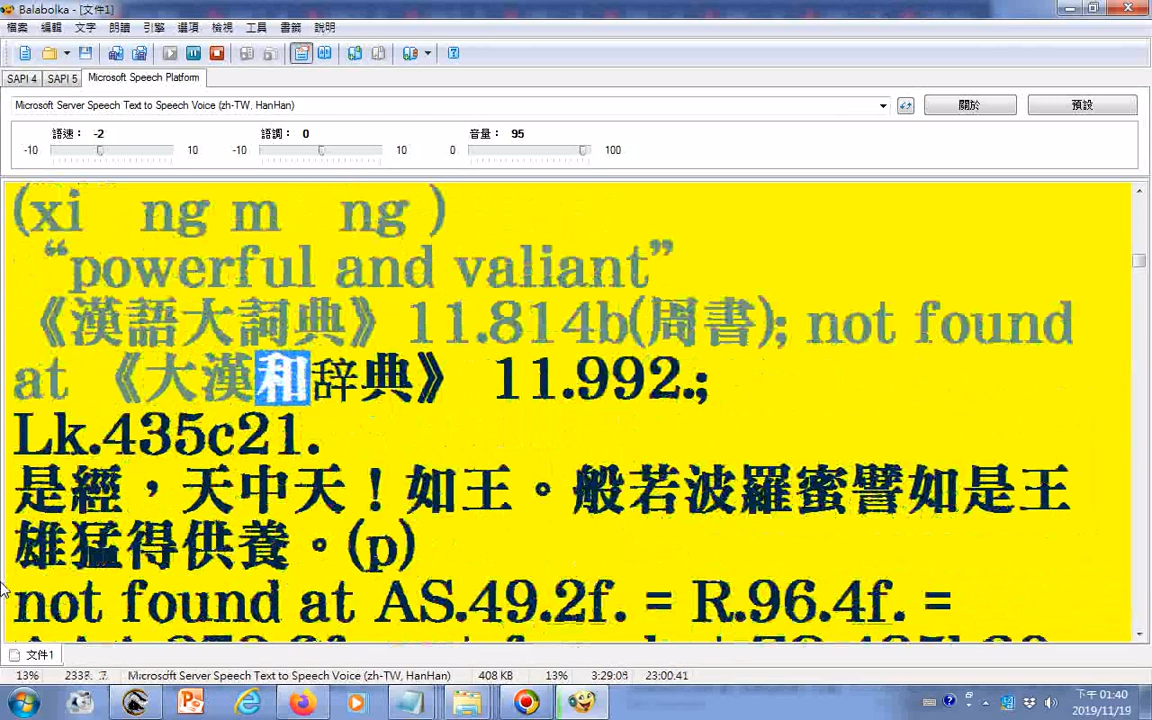 Balabolka - [文件1]
檔案 編輯 文字 朗讀 引擎 選項 檢視 工具 書籤 說明
SAPI 4 SAPI 5 Microsoft Speech Platform
Microsoft Server Speech Text to Speech Voice (zh-TW, HanHan) 關於 預設
語速： -2 語調： 0 音量： 95
-10 10 -10 10 0 100
(xi ng m ng )
“powerful and valiant”
《漢語大詞典》 11.814b(周書); not found
at 《大漢和辞典》 11.992.;
Lk.435c21.
是經，天中天！如王。般若波羅蜜譬如是王
雄猛得供養。(p)
not found at AS.49.2f. = R.96.4f. =
文件1
13% Microsoft Server Speech Text to Speech Voice (zh-TW, HanHan) 408 KB 13% 3:29:08 23:00.41
下午 01:40
2019/11/19